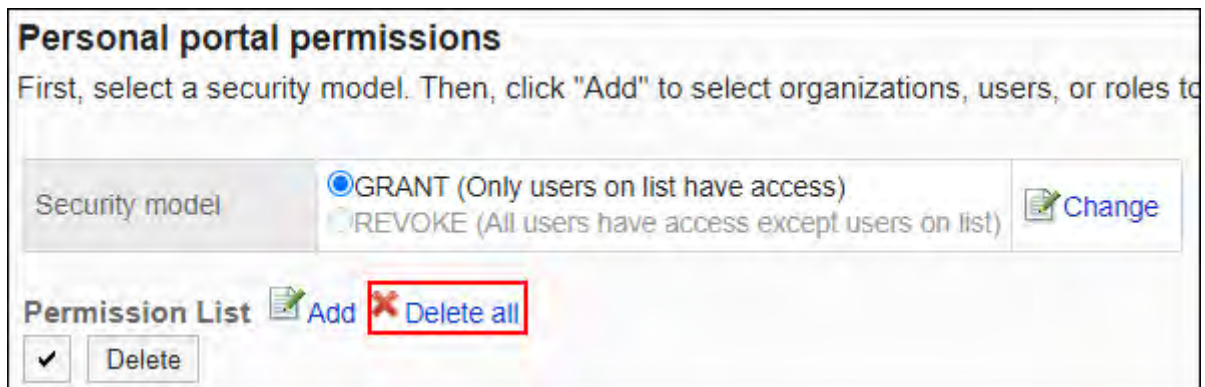 Personal portal permissions
First, select a security model. Then, click "Add" to select organizations, users, or roles to
Security model
GRANT (Only users on list have access)
REVOKE (All users have access except users on list)
Change
Permission List Add Delete all
Delete